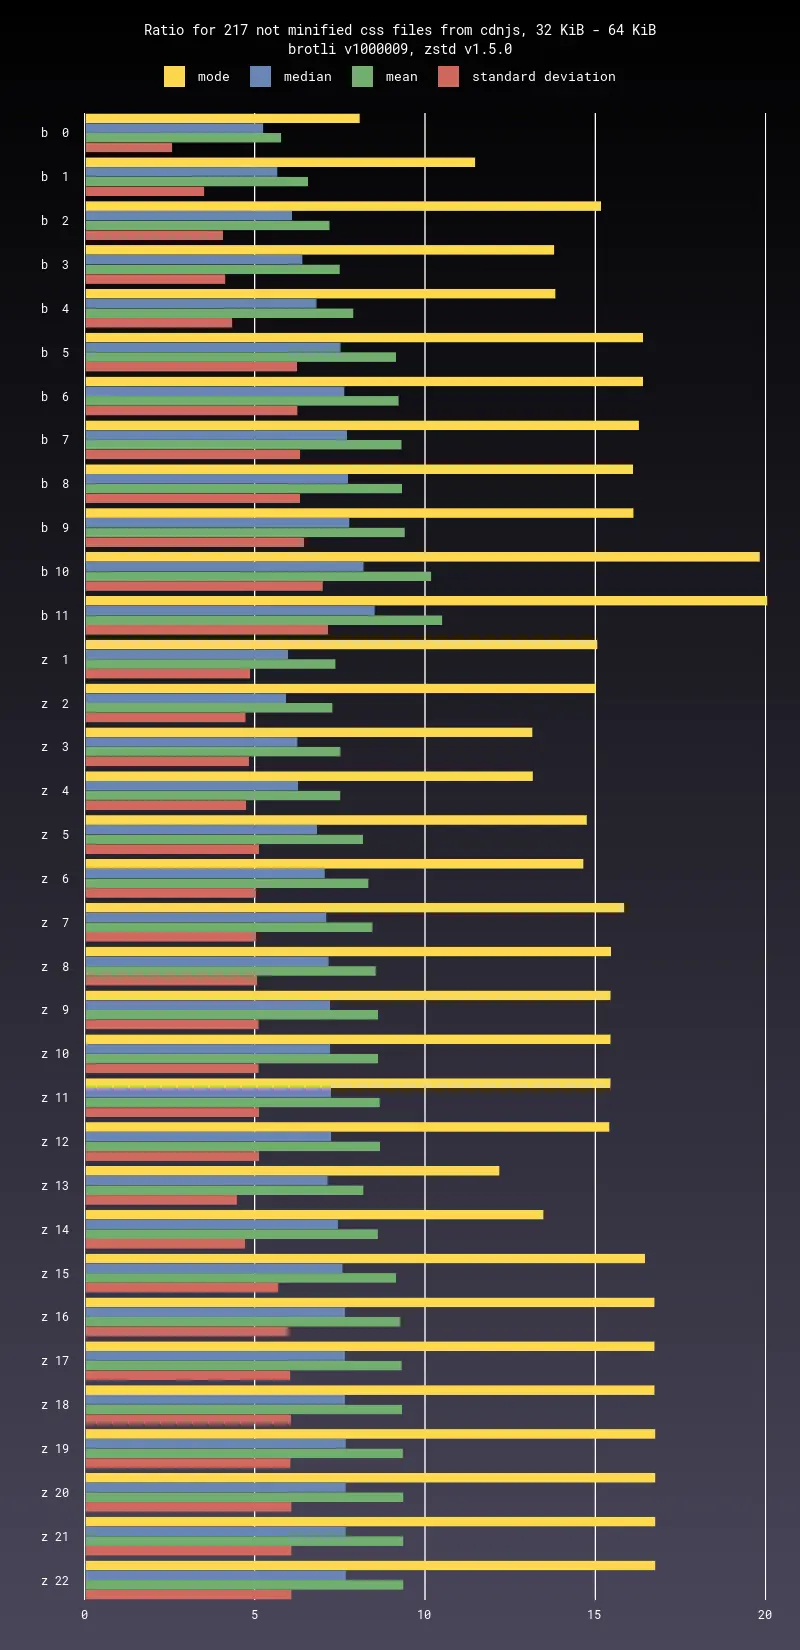 Ratio for 217 not minified css files from cdnjs, 32 KiB - 64 KiB
brotli v1000009, zstd v1.5.0
mode median mean standard deviation
b 0
b 1
b 2
b 3
b 4
b 5
b 6
b 7
b 8
b 9
b 10
b 11
z 1
z 2
z 3
z 4
z 5
z 6
z 7
z 8
z 9
z 10
z 11
z 12
z 13
z 14
z 15
z 16
z 17
z 18
z 19
z 20
z 21
z 22
0 5 10 15 20